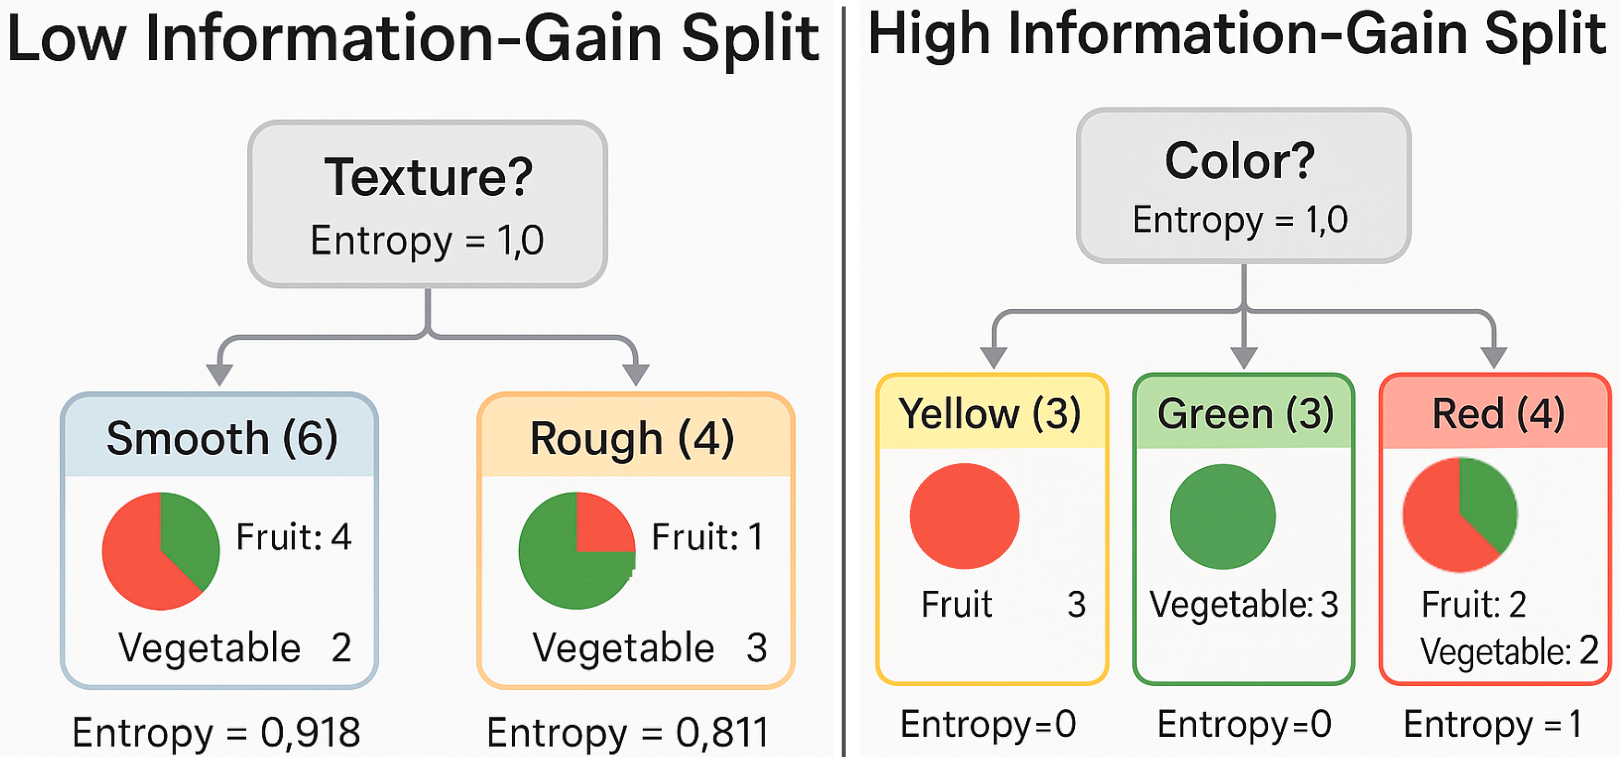 Low Information-Gain Split
Texture?
Entropy = 1,0
Smooth (6)
Fruit: 4
Vegetable 2
Entropy = 0,918
Rough (4)
Fruit: 1
Vegetable 3
Entropy = 0,811
High Information-Gain Split
Color?
Entropy = 1,0
Yellow (3)
Fruit 3
Entropy=0
Green (3)
Vegetable: 3
Entropy=0
Red (4)
Fruit: 2
Vegetable: 2
Entropy = 1